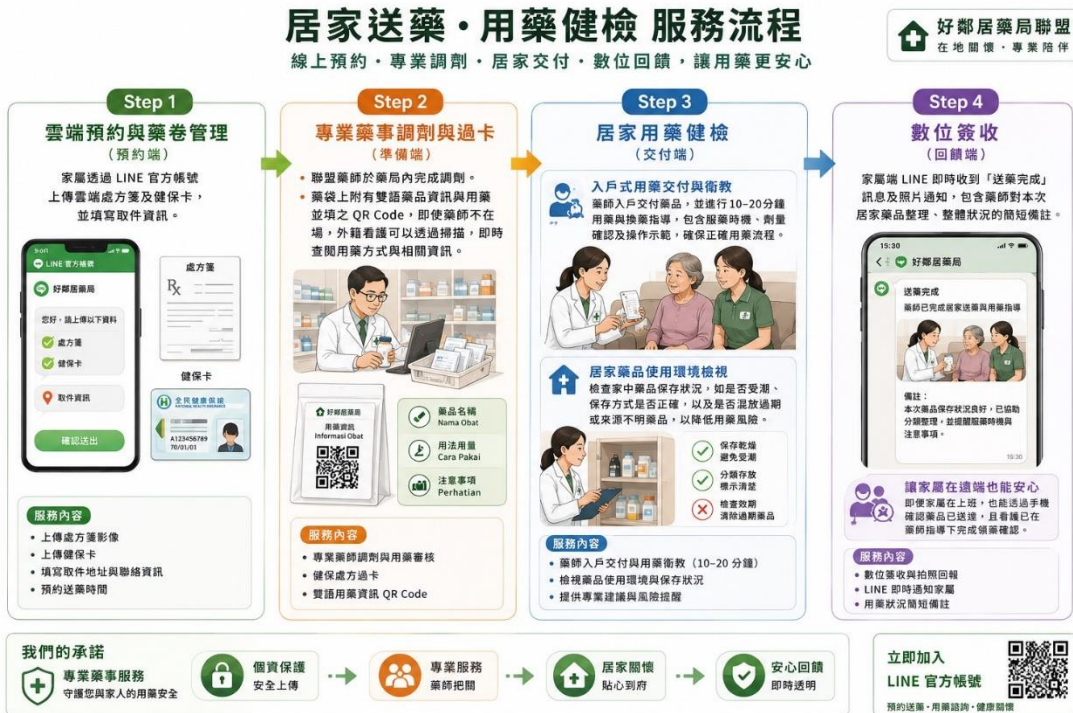 居家送藥·用藥健檢 服務流程
線上預約·專業調劑·居家交付·數位回饋，讓用藥更安心
好鄰居藥局聯盟
在地關懷·專業陪伴
Step 1
雲端預約與藥卷管理
（預約端）
家屬透過 LINE 官方帳號
上傳雲端處方箋及健保卡，
並填寫取件資訊。
LINE 官方帳號
好鄰居藥局
您好，請上傳以下資料
處方箋
健保卡
取件資訊
確認送出
處方箋
Rx
健保卡
全民健康保險
NATIONAL HEALTH INSURANCE
A123456789
70/01/01
服務內容
• 上傳處方箋影像
• 上傳健保卡
• 填寫取件地址與聯絡資訊
• 預約送藥時間
Step 2
專業藥事調劑與過卡
（準備端）
• 聯盟藥師於藥局內完成調劑。
• 藥袋上附有雙語藥品資訊與用藥
並填之 QR Code，即使藥師不在
場，外籍看護可以透過掃描，即時
查閱用藥方式與相關資訊。
好鄰居藥局
用藥資訊
Informasi Obat
藥品名稱
Nama Obat
用法用量
Cara Pakai
注意事項
Perhatian
服務內容
• 專業藥師調劑與用藥審核
• 健保處方過卡
• 雙語用藥資訊 QR Code
Step 3
居家用藥健檢
（交付端）
入戶式用藥交付與衛教
藥師入戶交付藥品，並進行10–20分鐘
用藥與換藥指導，包含服藥時機、劑量
確認及操作示範，確保正確用藥流程。
居家藥品使用環境檢視
檢查家中藥品保存狀況，如是否受潮、
保存方式是否正確，以及是否混放過期
或來源不明藥品，以降低用藥風險。
保存乾燥
避免受潮
分類存放
標示清楚
檢查效期
清除過期藥品
服務內容
• 藥師入戶交付與用藥衛教（10–20 分鐘）
• 檢視藥品使用環境與保存狀況
• 提供專業建議與風險提醒
Step 4
數位簽收
（回饋端）
家屬端 LINE 即時收到「送藥完成」
訊息及照片通知，包含藥師對本次
居家藥品整理、整體狀況的簡短備註。
15:30
好鄰居藥局
送藥完成
藥師已完成居家送藥與用藥指導
備註：
本次藥品保存狀況良好，已協助
分類整理，並提醒服藥時機與
注意事項。
15:30
讓家屬在遠端也能安心
即便家屬在上班，也能透過手機
確認藥品已送達，且看護已在
藥師指導下完成領藥確認。
服務內容
• 數位簽收與拍照回報
• LINE 即時通知家屬
• 用藥狀況簡短備註
我們的承諾
專業藥事服務
守護您與家人的用藥安全
個資保護
安全上傳
專業服務
藥師把關
居家關懷
貼心到府
安心回饋
即時透明
立即加入
LINE 官方帳號
預約送藥·用藥諮詢·健康關懷